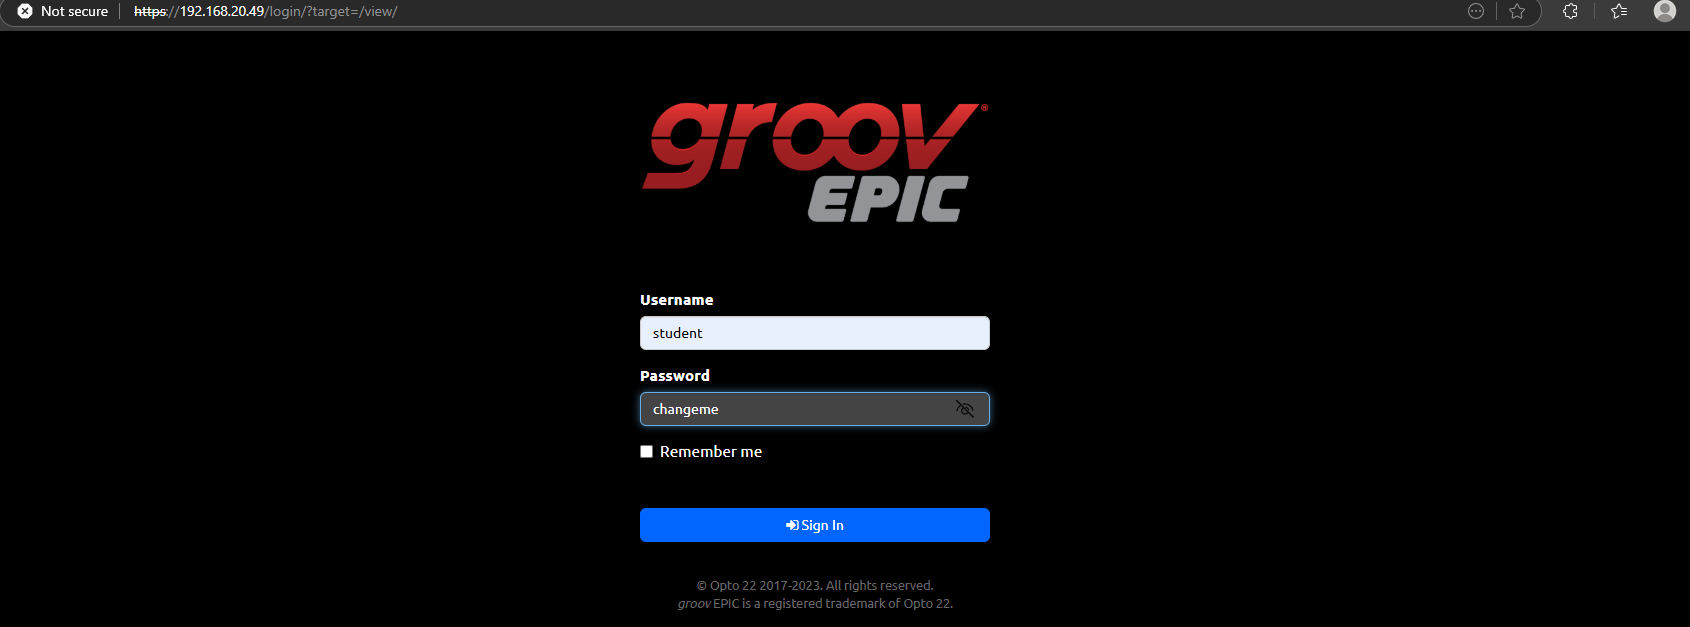 Not secure https://192.168.20.49/login/?target=/view/
groov®
EPIC
Username
student
Password
changeme
Remember me
Sign In
© Opto 22 2017-2023. All rights reserved.
groov EPIC is a registered trademark of Opto 22.